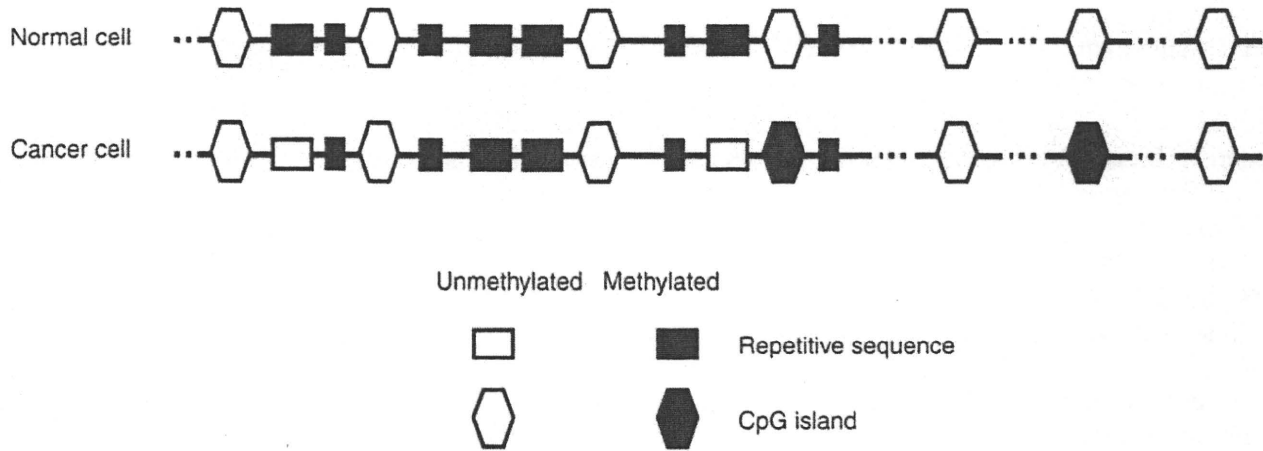 Normal cell
Cancer cell
Unmethylated Methylated
Repetitive sequence
CpG island